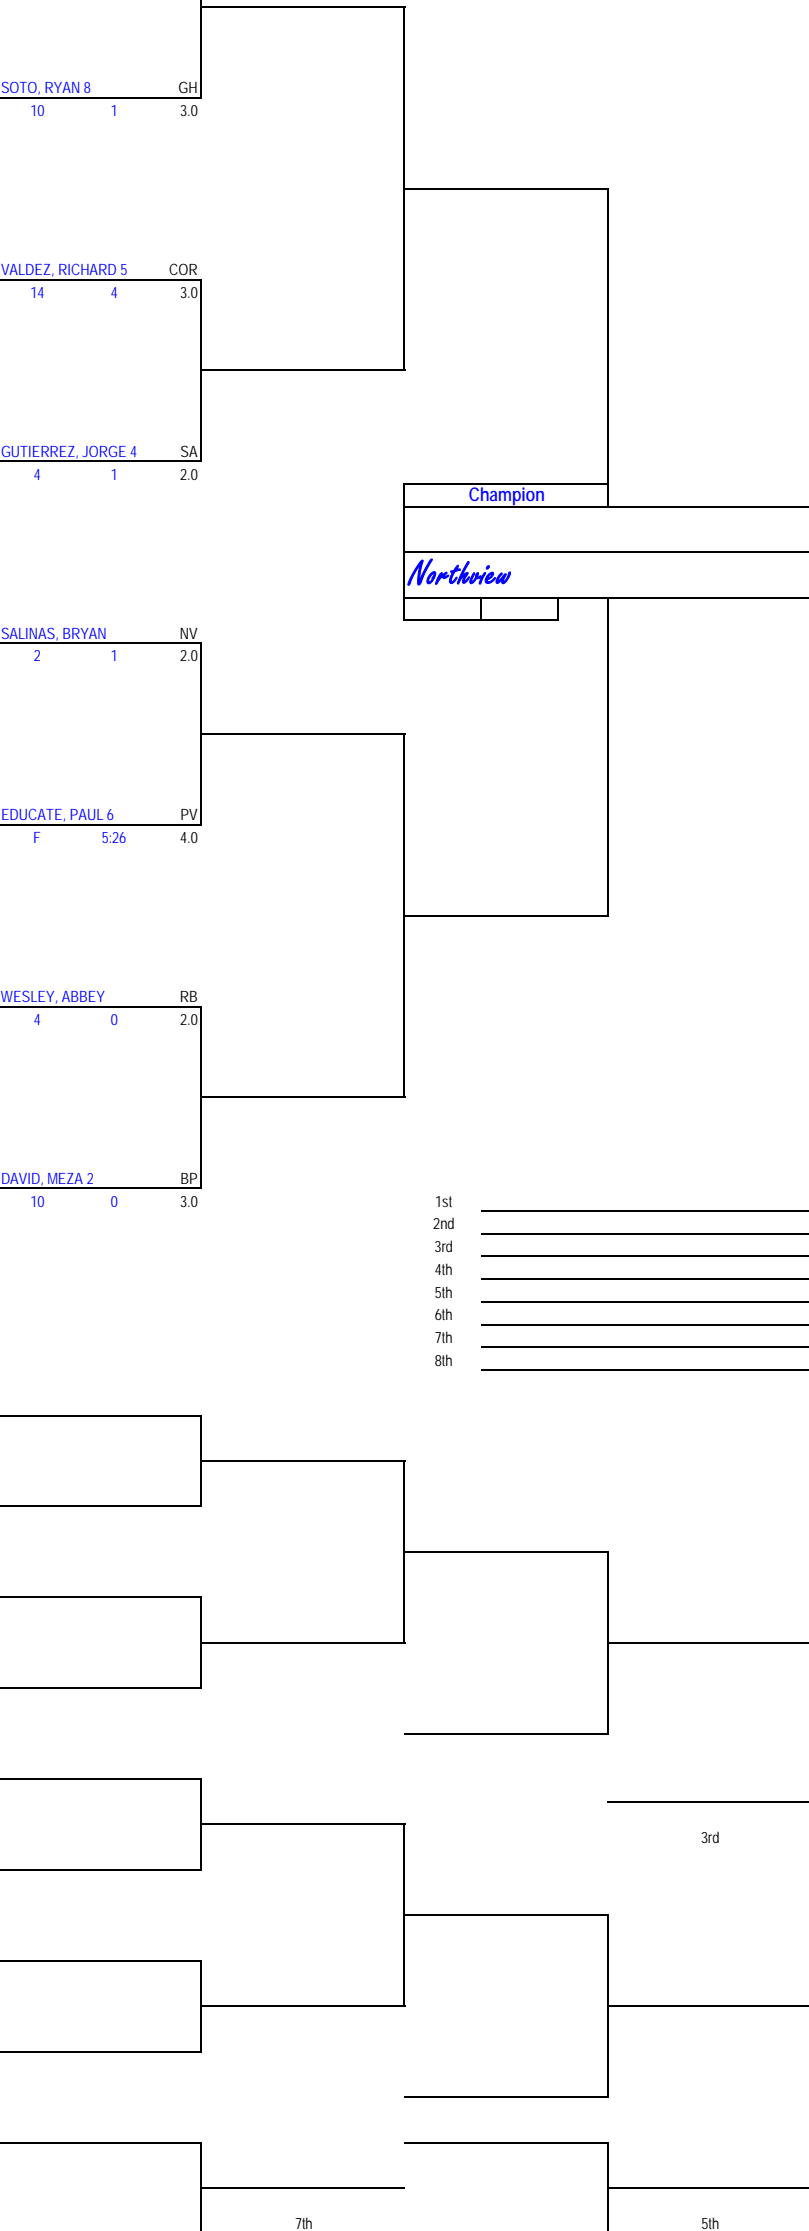 SOTO, RYAN 8 GH
10 1 3.0
VALDEZ, RICHARD 5 COR
14 4 3.0
GUTIERREZ, JORGE 4 SA
4 1 2.0
Champion
Northview
SALINAS, BRYAN NV
2 1 2.0
EDUCATE, PAUL 6 PV
F 5:26 4.0
WESLEY, ABBEY RB
4 0 2.0
DAVID, MEZA 2 BP
10 0 3.0
1st
2nd
3rd
4th
5th
6th
7th
8th
3rd
7th 5th